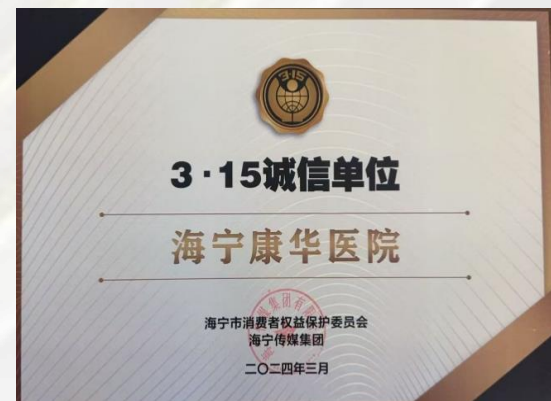 3·15
3·15诚信单位
海宁康华医院
海宁市消费者权益保护委员会
海宁传媒集团
二〇二四年三月